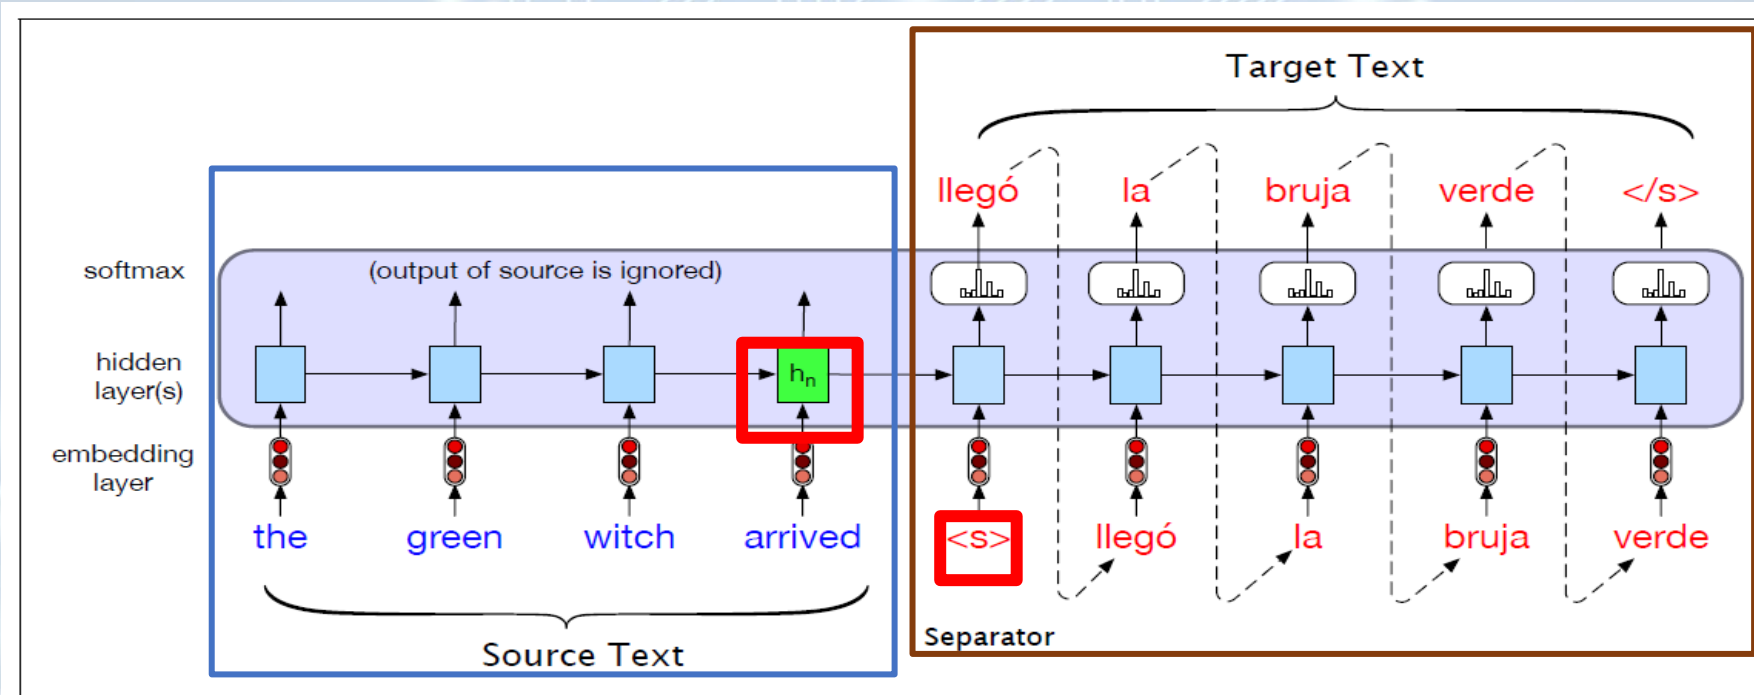 Target Text
llegó la bruja verde </s>
softmax (output of source is ignored)
hidden
layer(s)
hn
embedding
layer
the green witch arrived <s> llegó la bruja verde
Separator
Source Text